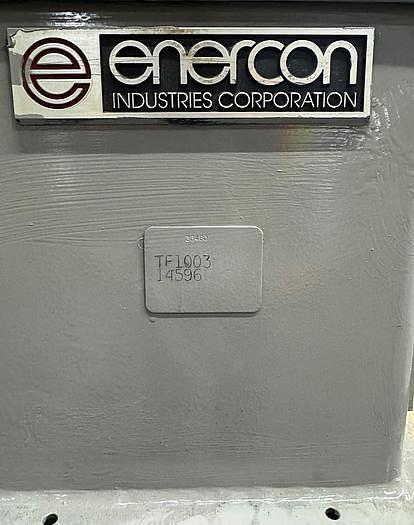 e enercon
INDUSTRIES CORPORATION
TF1003
14596